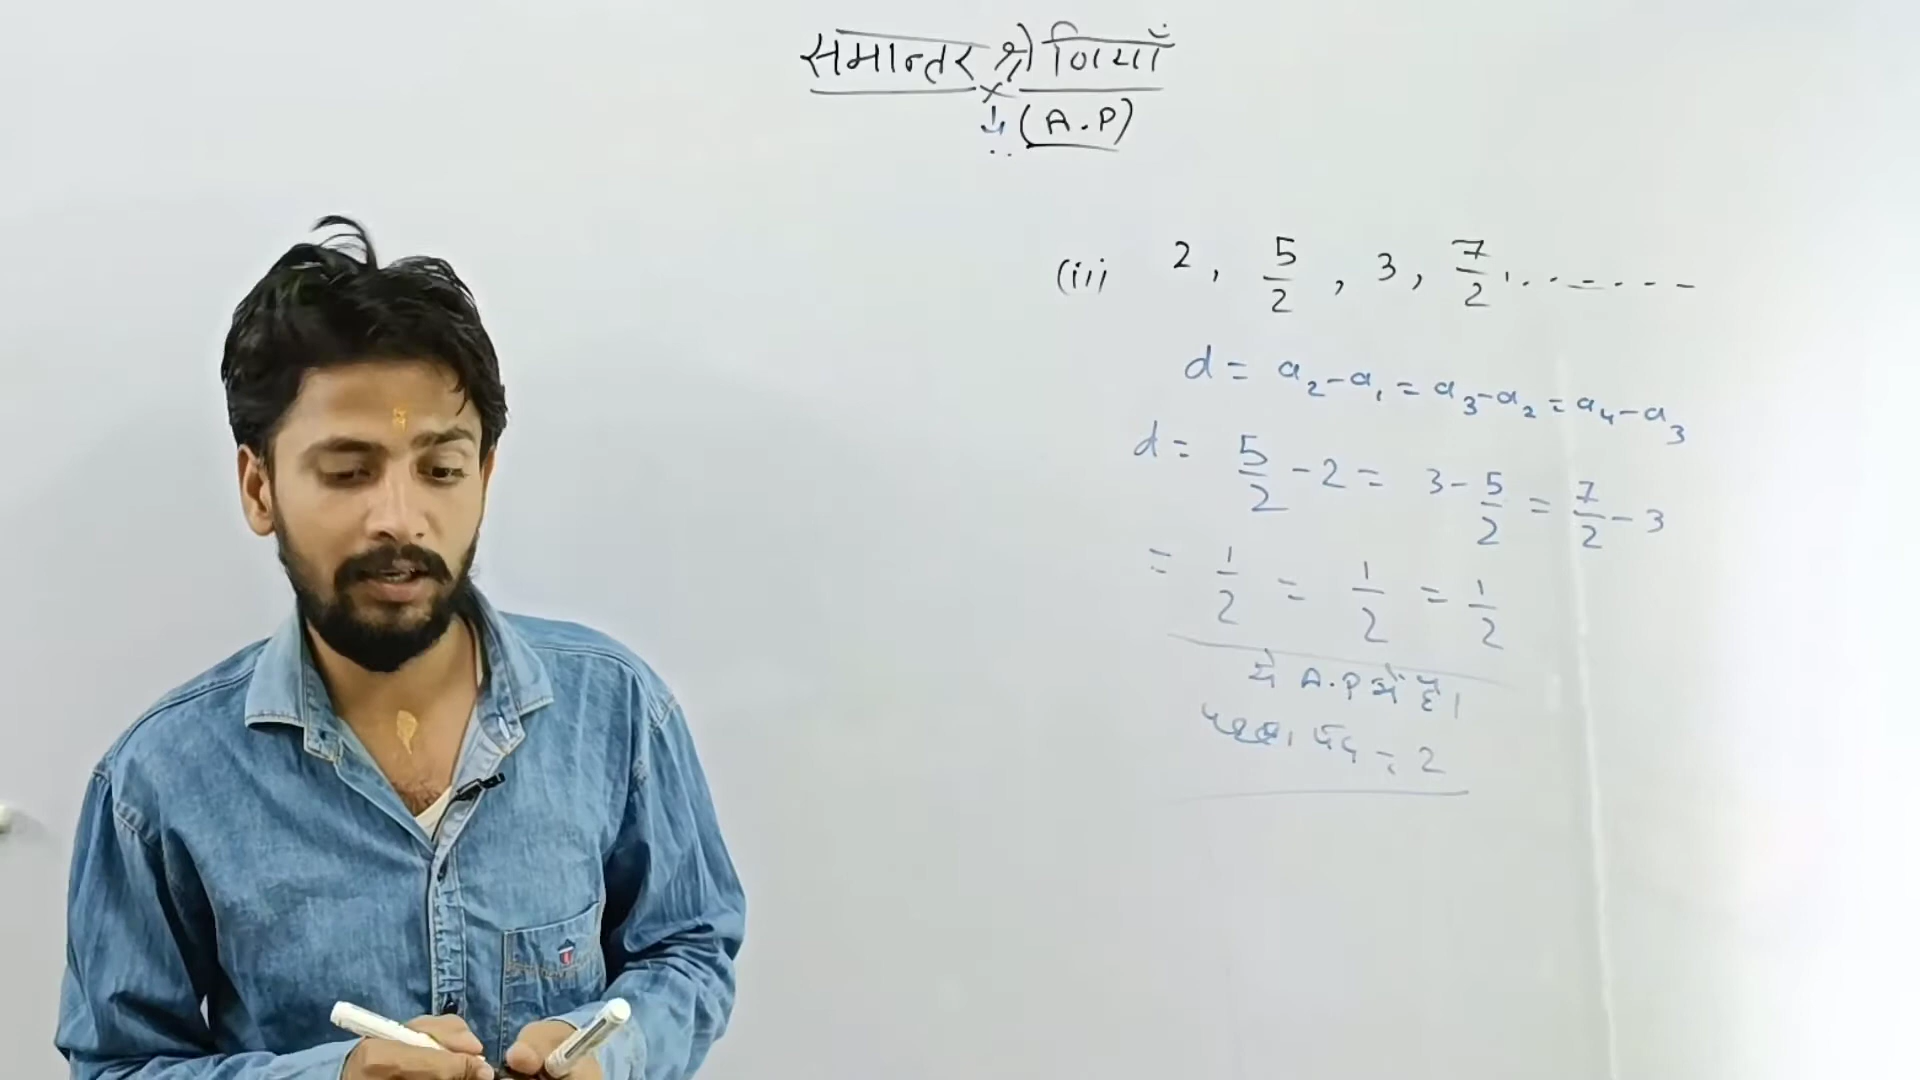 समान्तर श्रेणियाँ
(A.P)
(ii) 2, 5/2, 3, 7/2, .......
d = a₂-a₁ = a₃-a₂ = a₄-a₃
d = 5/2 - 2 = 3 - 5/2 = 7/2 - 3
= 1/2 = 1/2 = 1/2
ये A.P में है।
पहला पद = 2